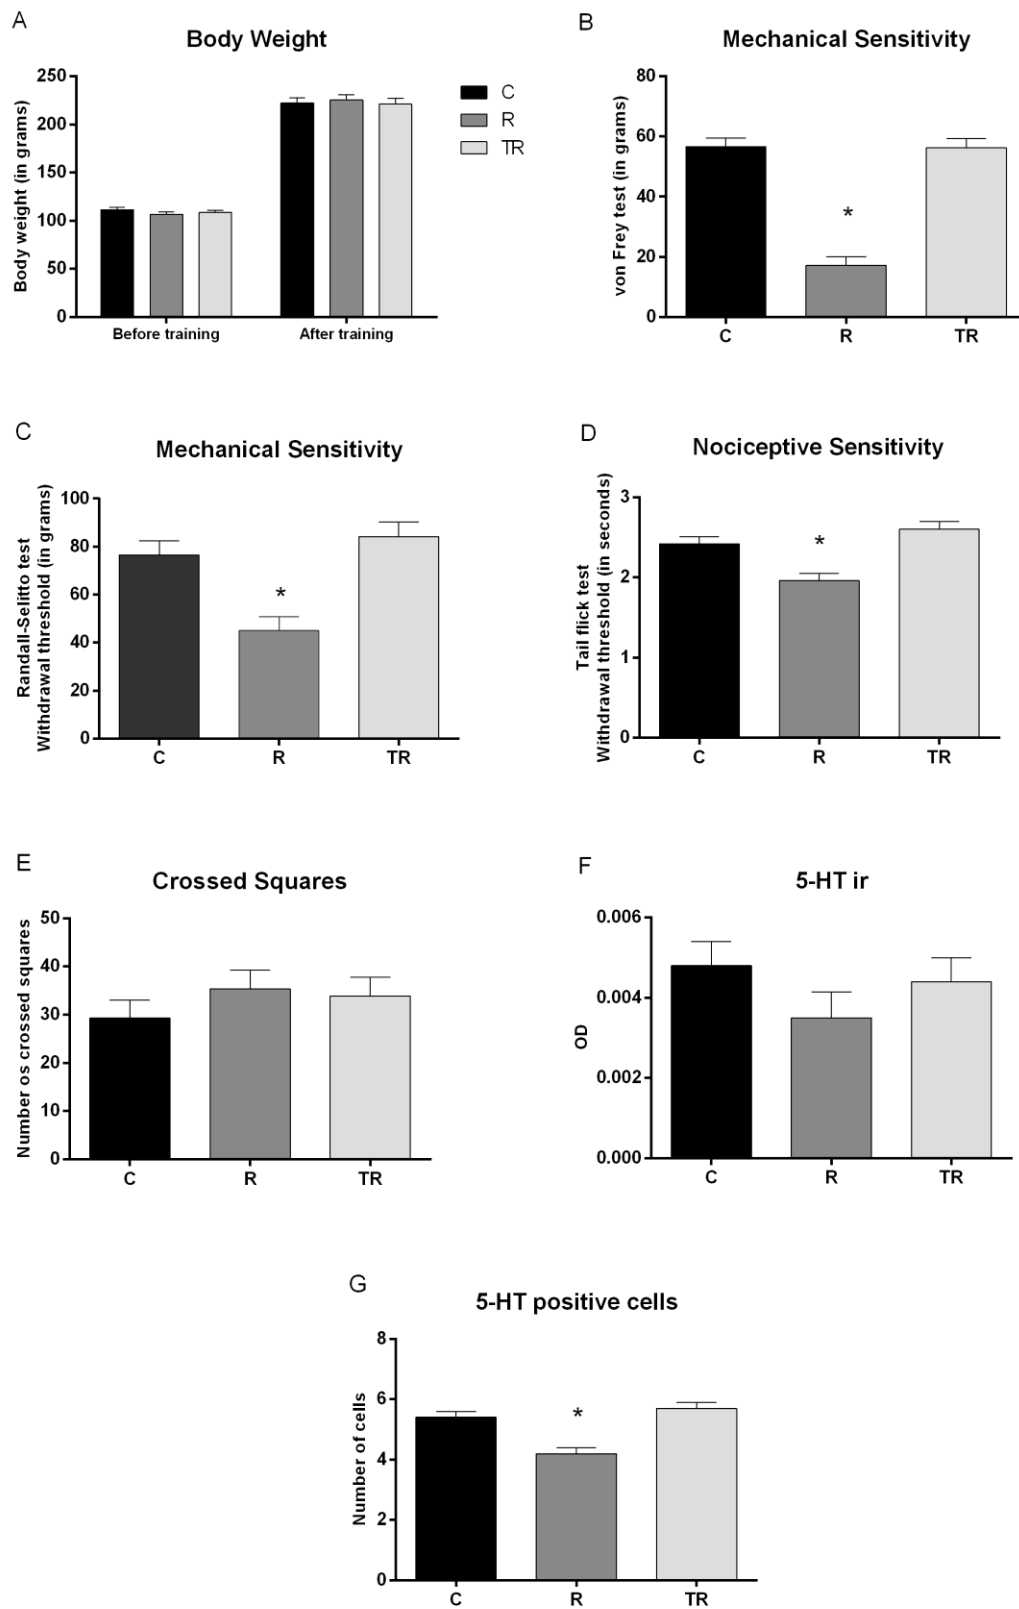 A
Body Weight
Body weight (in grams)
250
200
150
100
50
0
Before training
After training
C
R
TR
B
Mechanical Sensitivity
von Frey test (in grams)
80
60
40
20
0
*
C
R
TR
C
Mechanical Sensitivity
Randall-Selitto test
Withdrawal threshold (in grams)
100
80
60
40
20
0
*
C
R
TR
D
Nociceptive Sensitivity
Tail flick test
Withdrawal threshold (in seconds)
3
2
1
0
*
C
R
TR
E
Crossed Squares
Number os crossed squares
50
40
30
20
10
0
C
R
TR
F
5-HT ir
OD
0.006
0.004
0.002
0.000
C
R
TR
G
5-HT positive cells
Number of cells
8
6
4
2
0
*
C
R
TR